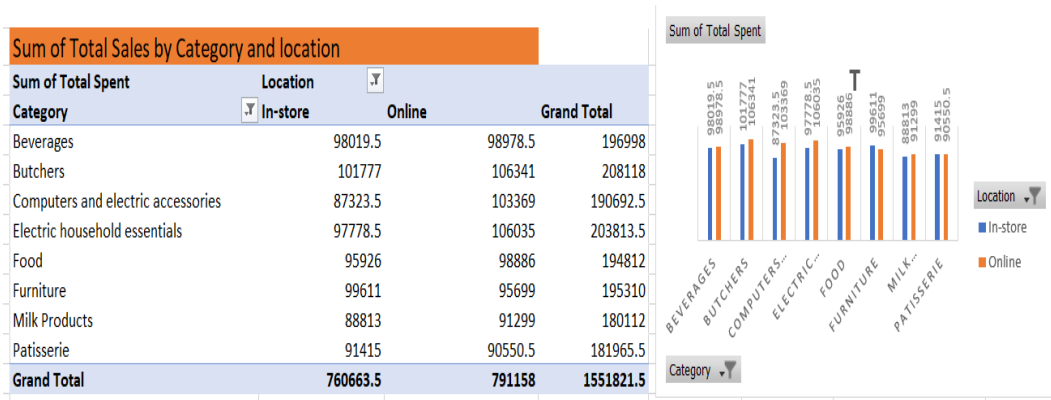 Sum of Total Sales by Category and location
Sum of Total Spent Location
Category In-store Online Grand Total
Beverages 98019.5 98978.5 196998
Butchers 101777 106341 208118
Computers and electric accessories 87323.5 103369 190692.5
Electric household essentials 97778.5 106035 203813.5
Food 95926 98886 194812
Furniture 99611 95699 195310
Milk Products 88813 91299 180112
Patisserie 91415 90550.5 181965.5
Grand Total 760663.5 791158 1551821.5
Sum of Total Spent
T
98019.5
98978.5
101777
106341
87323.5
103369
97778.5
106035
95926
98886
99611
95699
88813
91299
91415
90550.5
BEVERAGES
BUTCHERS
COMPUTERS...
ELECTRIC...
FOOD
FURNITURE
MILK...
PATISSERIE
Location
In-store
Online
Category